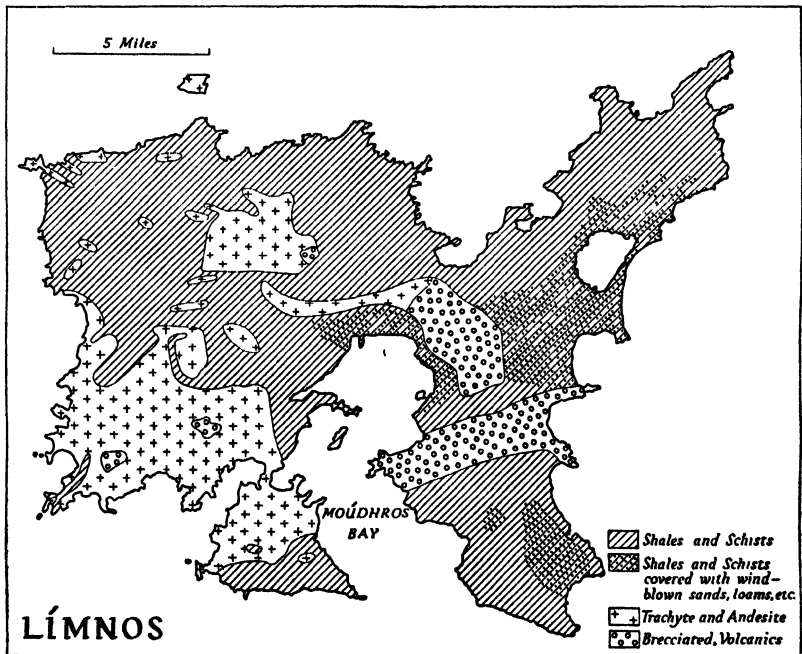 5 Miles
MOÚDHROS
BAY
Shales and Schists
Shales and Schists
covered with wind-
blown sands, loams, etc.
Trachyte and Andesite
Brecciated, Volcanics
LÍMNOS